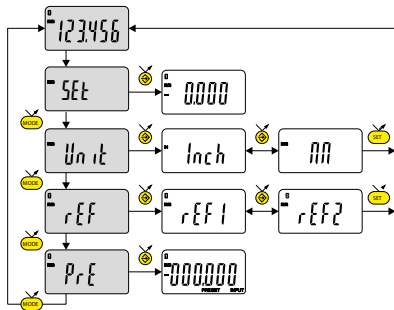 123.456
SEt
0.000
MODE
Unit
Inch
MM
SET
MODE
rEF
rEF1
rEF2
SET
MODE
PrE
-000.000
PRESET INPUT
MODE